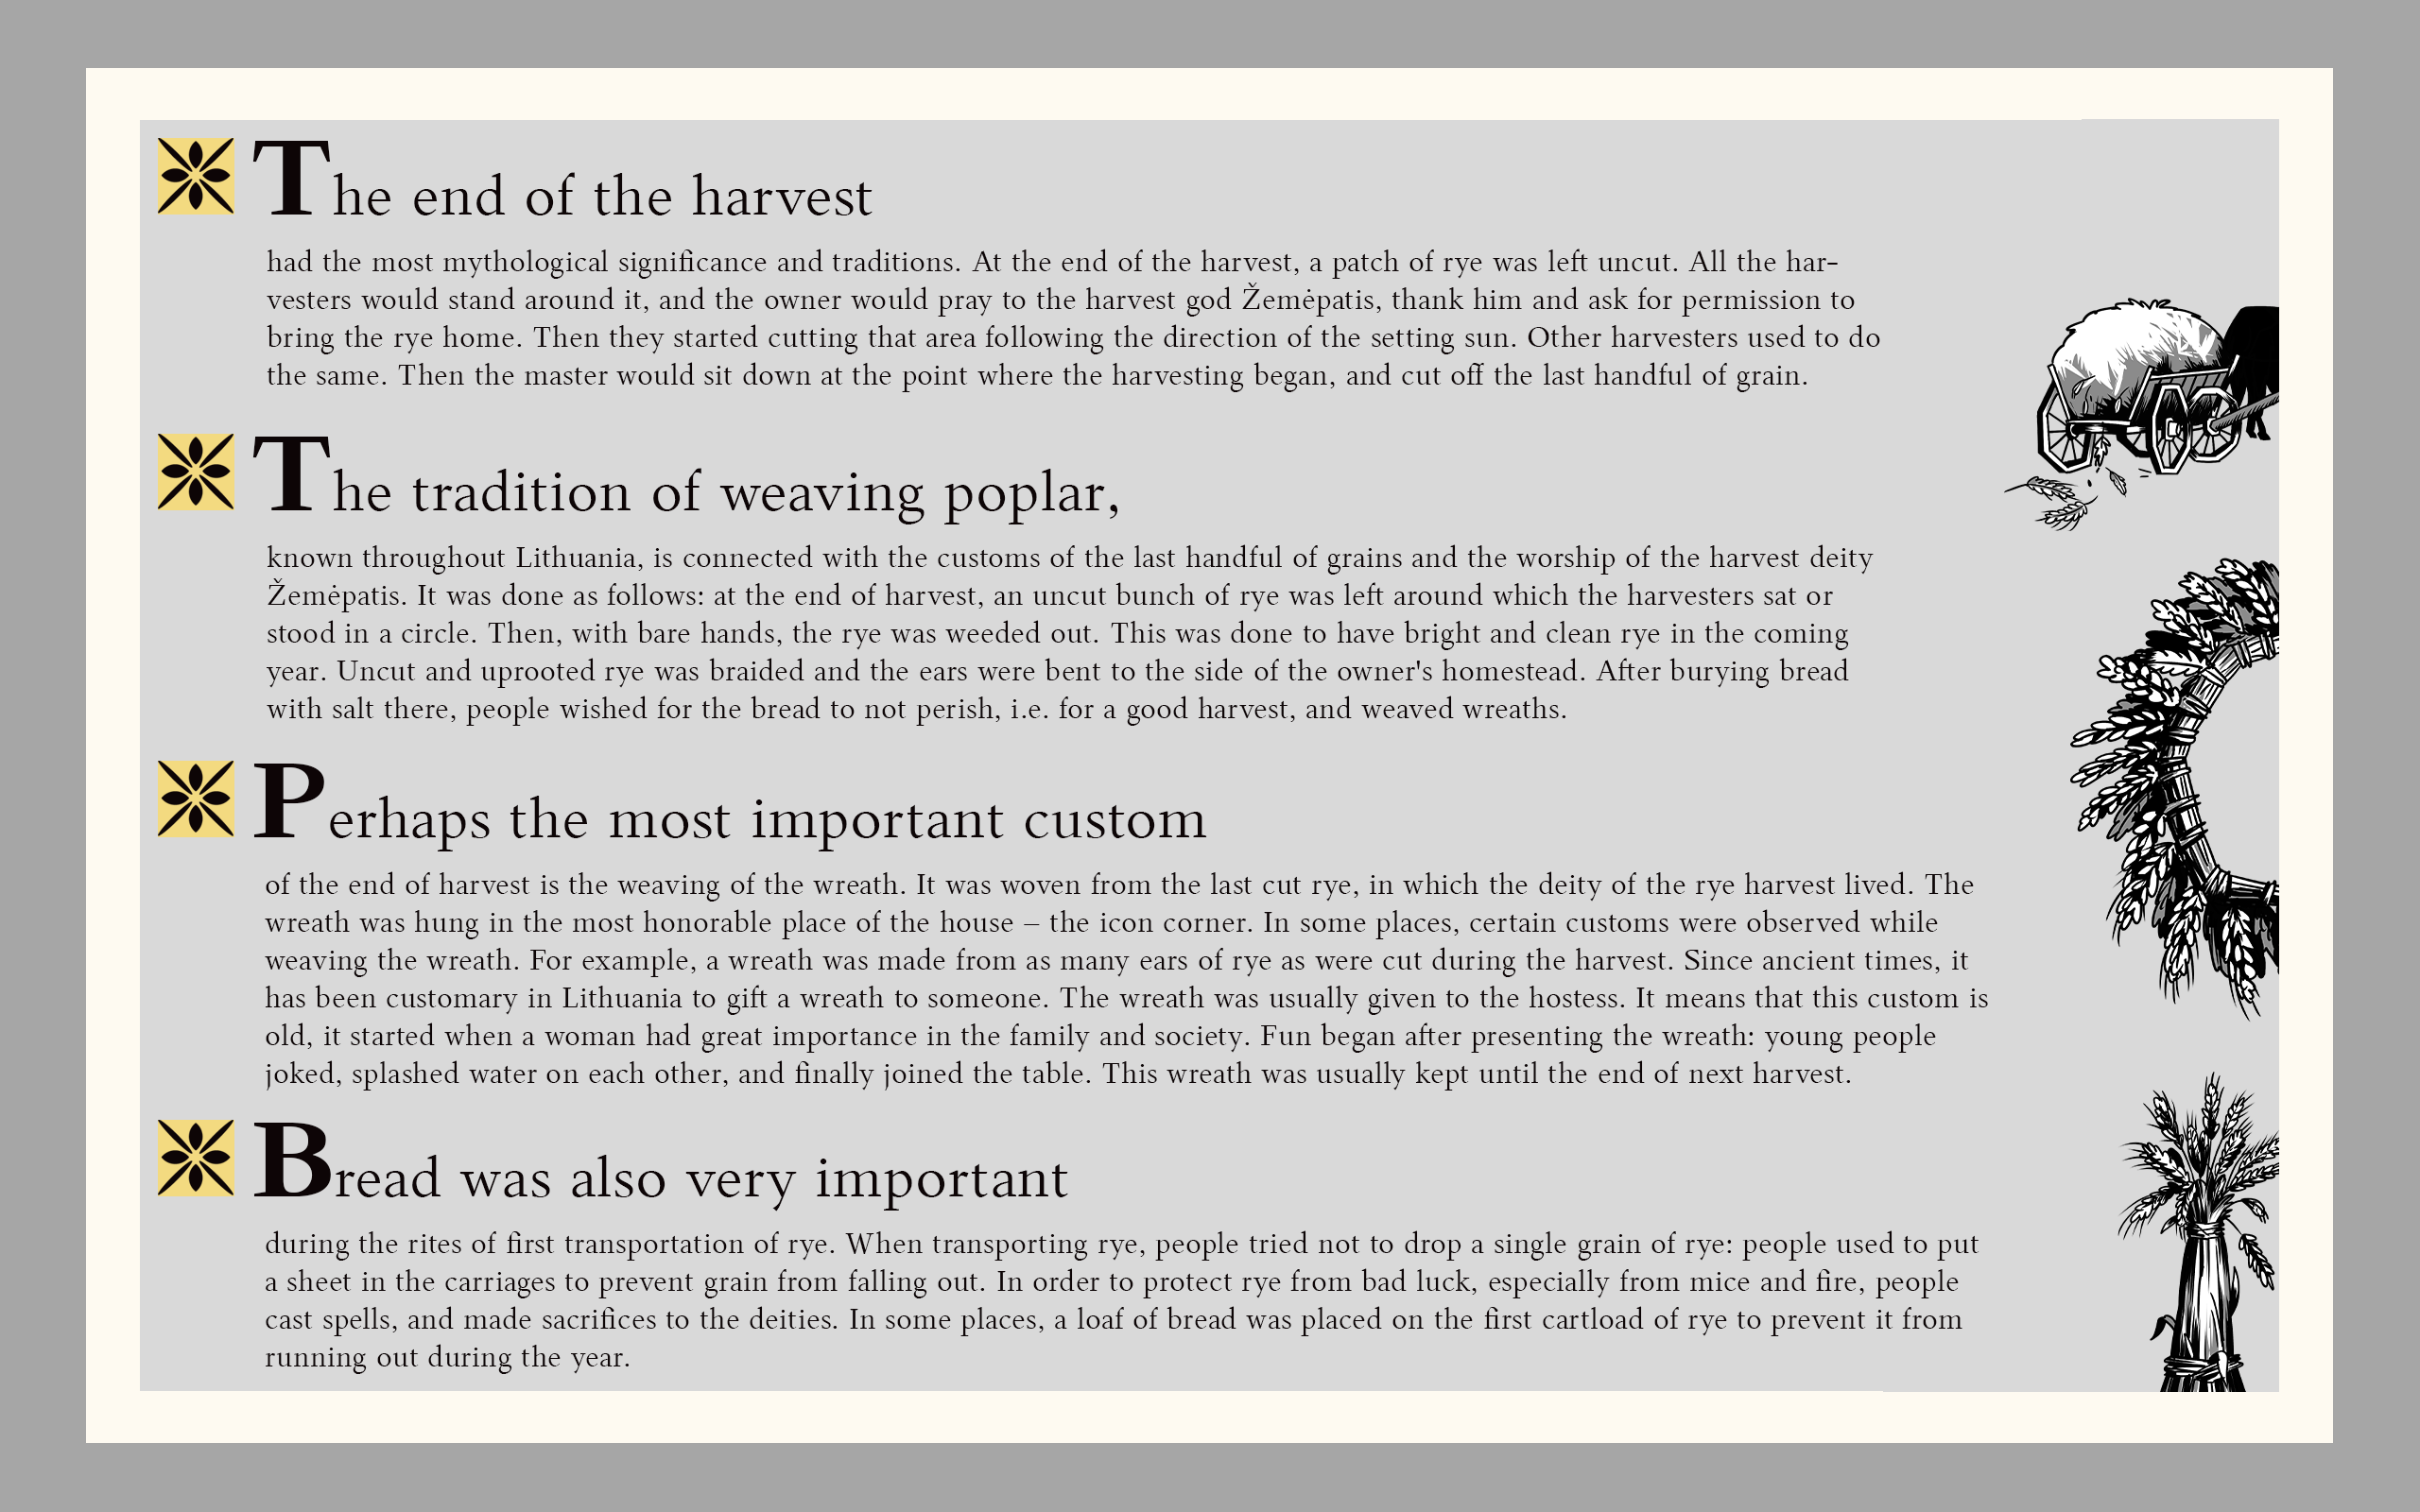 The end of the harvest
had the most mythological significance and traditions. At the end of the harvest, a patch of rye was left uncut. All the har-
vesters would stand around it, and the owner would pray to the harvest god Žemėpatis, thank him and ask for permission to
bring the rye home. Then they started cutting that area following the direction of the setting sun. Other harvesters used to do
the same. Then the master would sit down at the point where the harvesting began, and cut off the last handful of grain.
The tradition of weaving poplar,
known throughout Lithuania, is connected with the customs of the last handful of grains and the worship of the harvest deity
Žemėpatis. It was done as follows: at the end of harvest, an uncut bunch of rye was left around which the harvesters sat or
stood in a circle. Then, with bare hands, the rye was weeded out. This was done to have bright and clean rye in the coming
year. Uncut and uprooted rye was braided and the ears were bent to the side of the owner's homestead. After burying bread
with salt there, people wished for the bread to not perish, i.e. for a good harvest, and weaved wreaths.
Perhaps the most important custom
of the end of harvest is the weaving of the wreath. It was woven from the last cut rye, in which the deity of the rye harvest lived. The
wreath was hung in the most honorable place of the house – the icon corner. In some places, certain customs were observed while
weaving the wreath. For example, a wreath was made from as many ears of rye as were cut during the harvest. Since ancient times, it
has been customary in Lithuania to gift a wreath to someone. The wreath was usually given to the hostess. It means that this custom is
old, it started when a woman had great importance in the family and society. Fun began after presenting the wreath: young people
joked, splashed water on each other, and finally joined the table. This wreath was usually kept until the end of next harvest.
Bread was also very important
during the rites of first transportation of rye. When transporting rye, people tried not to drop a single grain of rye: people used to put
a sheet in the carriages to prevent grain from falling out. In order to protect rye from bad luck, especially from mice and fire, people
cast spells, and made sacrifices to the deities. In some places, a loaf of bread was placed on the first cartload of rye to prevent it from
running out during the year.